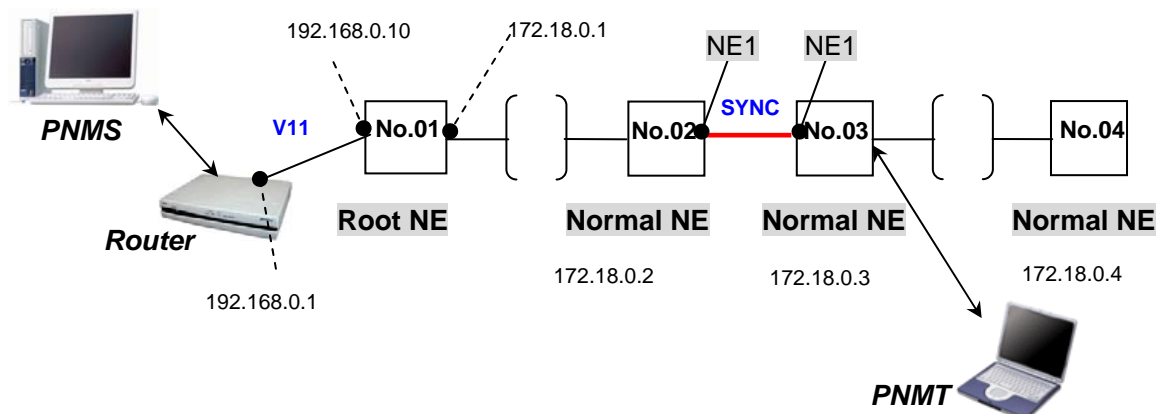 192.168.0.10
172.18.0.1
NE1
NE1
PNMS
V11
No.01
No.02
SYNC
No.03
No.04
Router
Root NE
Normal NE
Normal NE
Normal NE
192.168.0.1
172.18.0.2
172.18.0.3
172.18.0.4
PNMT